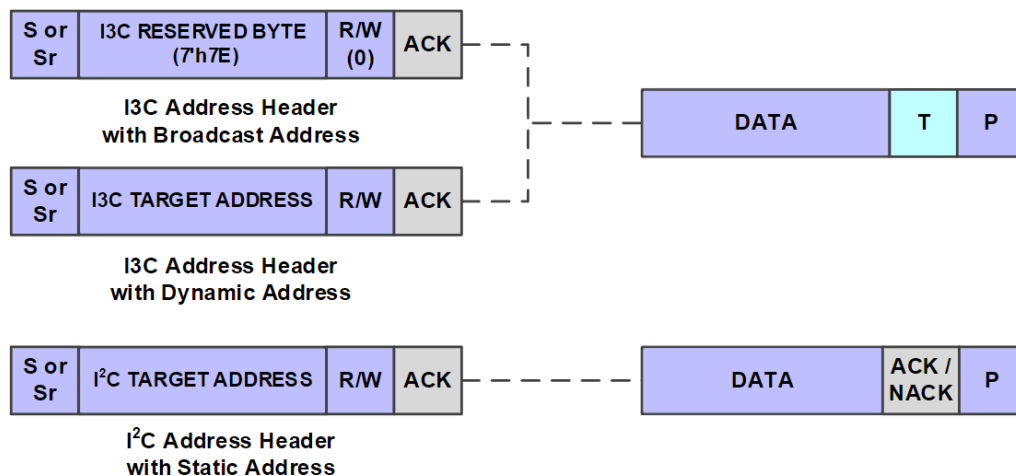 S or
Sr
I3C RESERVED BYTE
(7'h7E)
R/W
(0)
ACK
I3C Address Header
with Broadcast Address
DATA
T
P
S or
Sr
I3C TARGET ADDRESS
R/W
ACK
I3C Address Header
with Dynamic Address
S or
Sr
I²C TARGET ADDRESS
R/W
ACK
DATA
ACK /
NACK
P
I²C Address Header
with Static Address